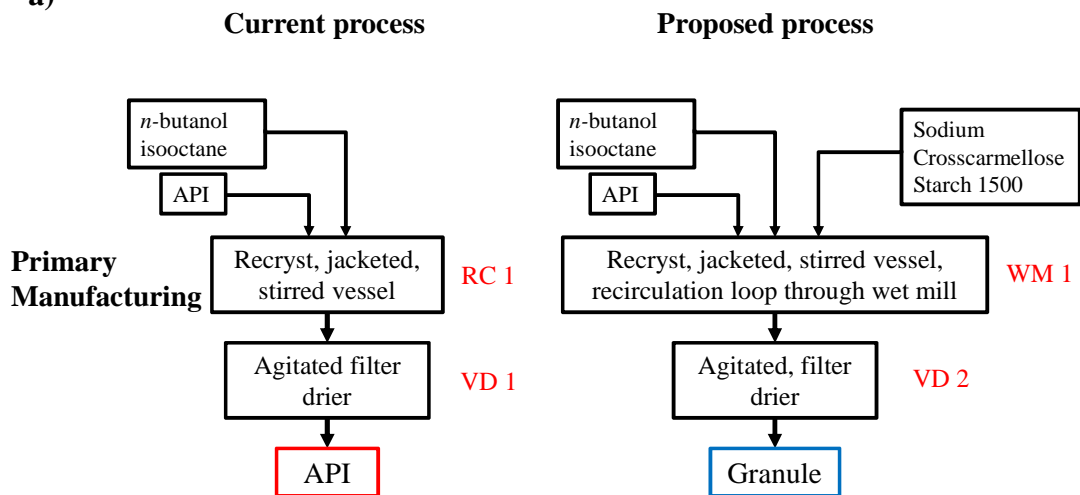 a)
Current process
Proposed process
n-butanol
isooctane
API
n-butanol
isooctane
API
Sodium
Crosscarmellose
Starch 1500
Primary
Manufacturing
Recryst, jacketed,
stirred vessel
RC 1
Recryst, jacketed, stirred vessel,
recirculation loop through wet mill
WM 1
Agitated filter
drier
VD 1
Agitated, filter
drier
VD 2
API
Granule